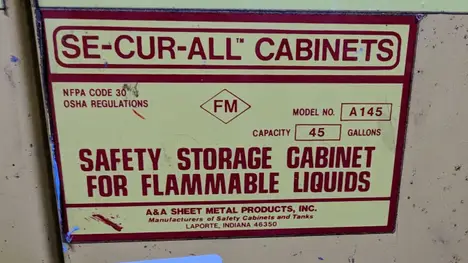 SE-CUR-ALL™ CABINETS
NFPA CODE 30
OSHA REGULATIONS
FM
MODEL NO. A145
CAPACITY 45 GALLONS
SAFETY STORAGE CABINET
FOR FLAMMABLE LIQUIDS
A&A SHEET METAL PRODUCTS, INC.
Manufacturers of Safety Cabinets and Tanks
LAPORTE, INDIANA 46350